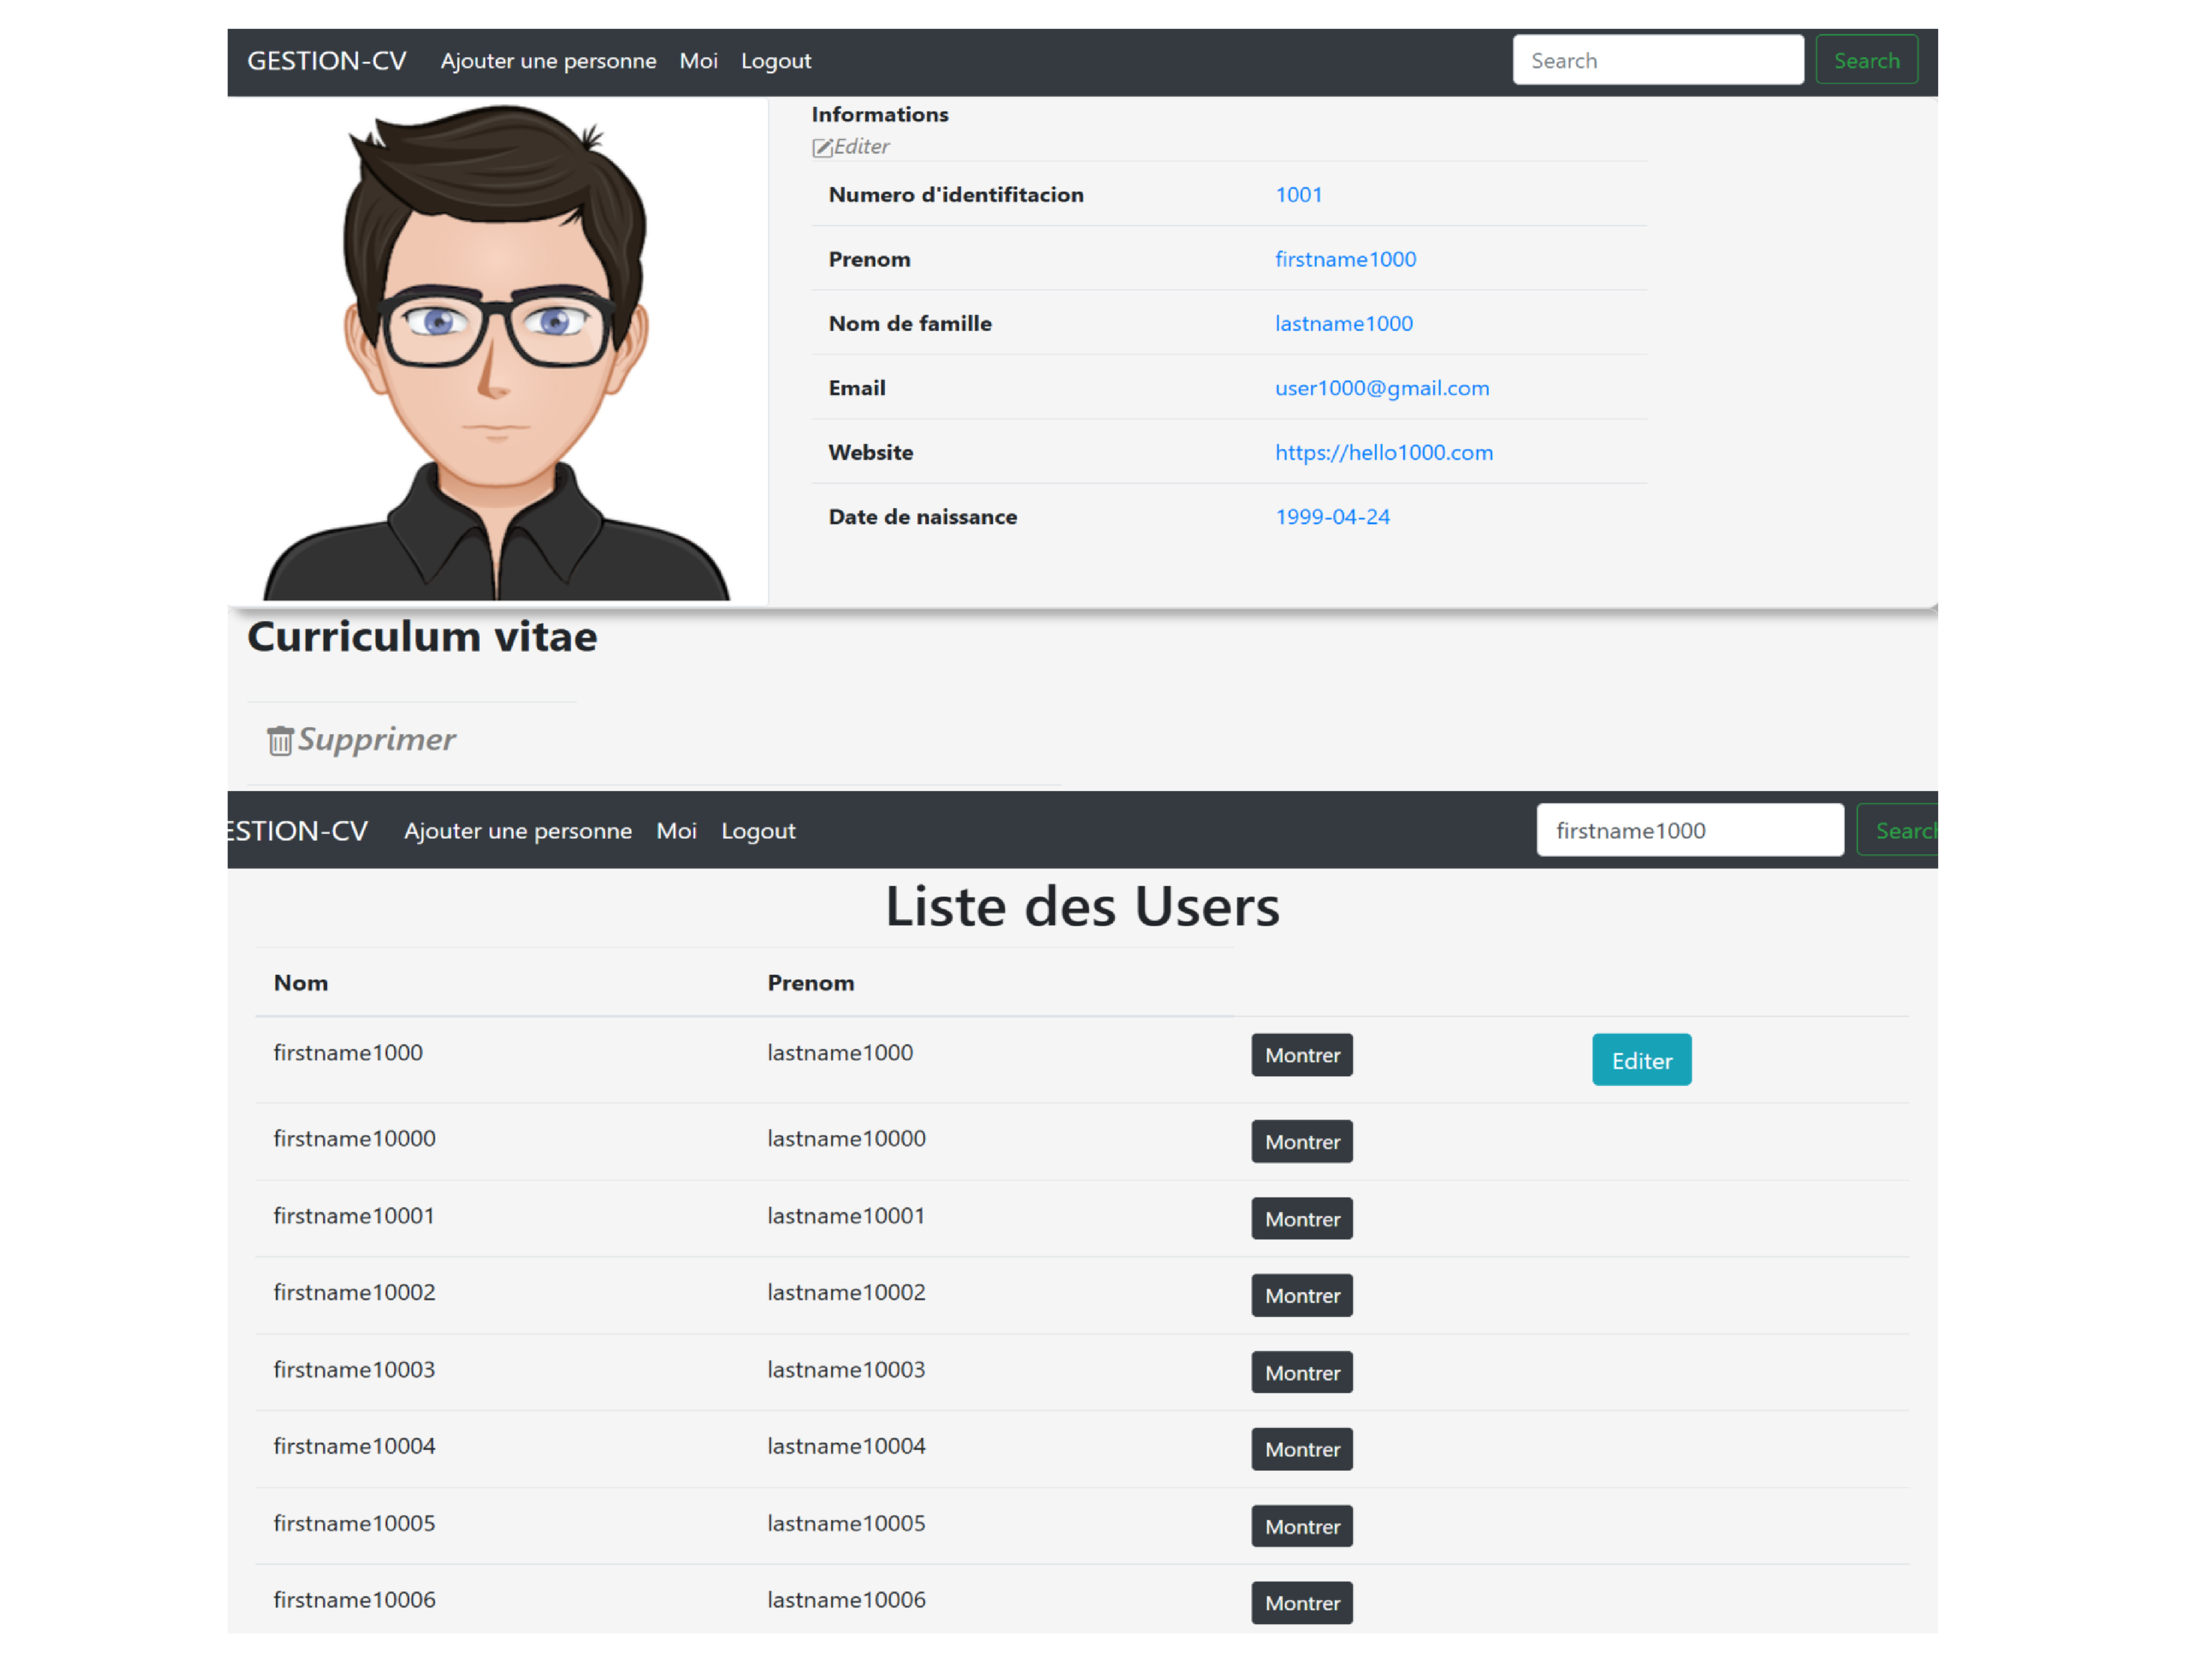 GESTION-CV Ajouter une personne Moi Logout Search Search
Informations
Editer
Numero d'identifitacion 1001
Prenom firstname1000
Nom de famille lastname1000
Email user1000@gmail.com
Website https://hello1000.com
Date de naissance 1999-04-24
Curriculum vitae
Supprimer
ESTION-CV Ajouter une personne Moi Logout firstname1000 Search
Liste des Users
Nom Prenom
firstname1000 lastname1000 Montrer Editer
firstname10000 lastname10000 Montrer
firstname10001 lastname10001 Montrer
firstname10002 lastname10002 Montrer
firstname10003 lastname10003 Montrer
firstname10004 lastname10004 Montrer
firstname10005 lastname10005 Montrer
firstname10006 lastname10006 Montrer